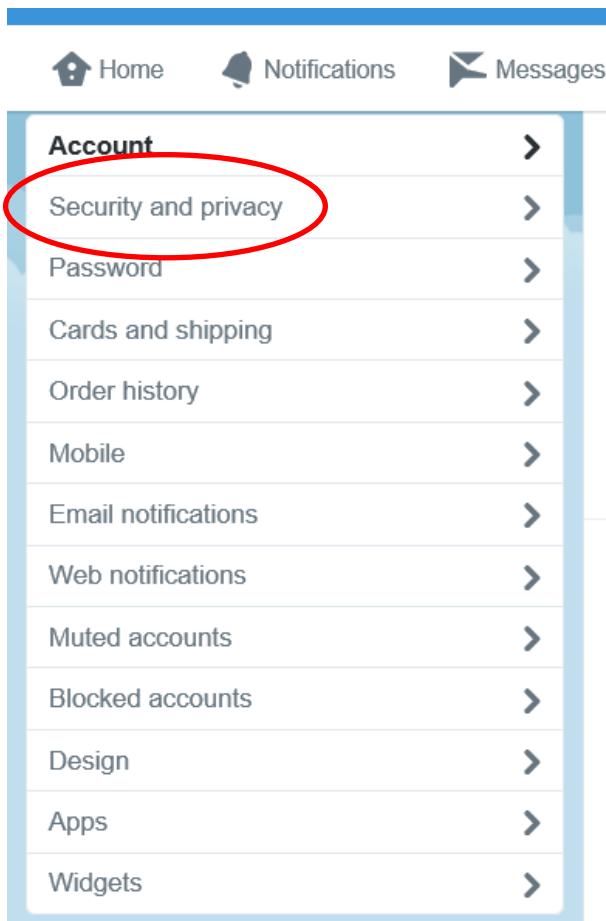 Home Notifications Messages
Account
Security and privacy
Password
Cards and shipping
Order history
Mobile
Email notifications
Web notifications
Muted accounts
Blocked accounts
Design
Apps
Widgets